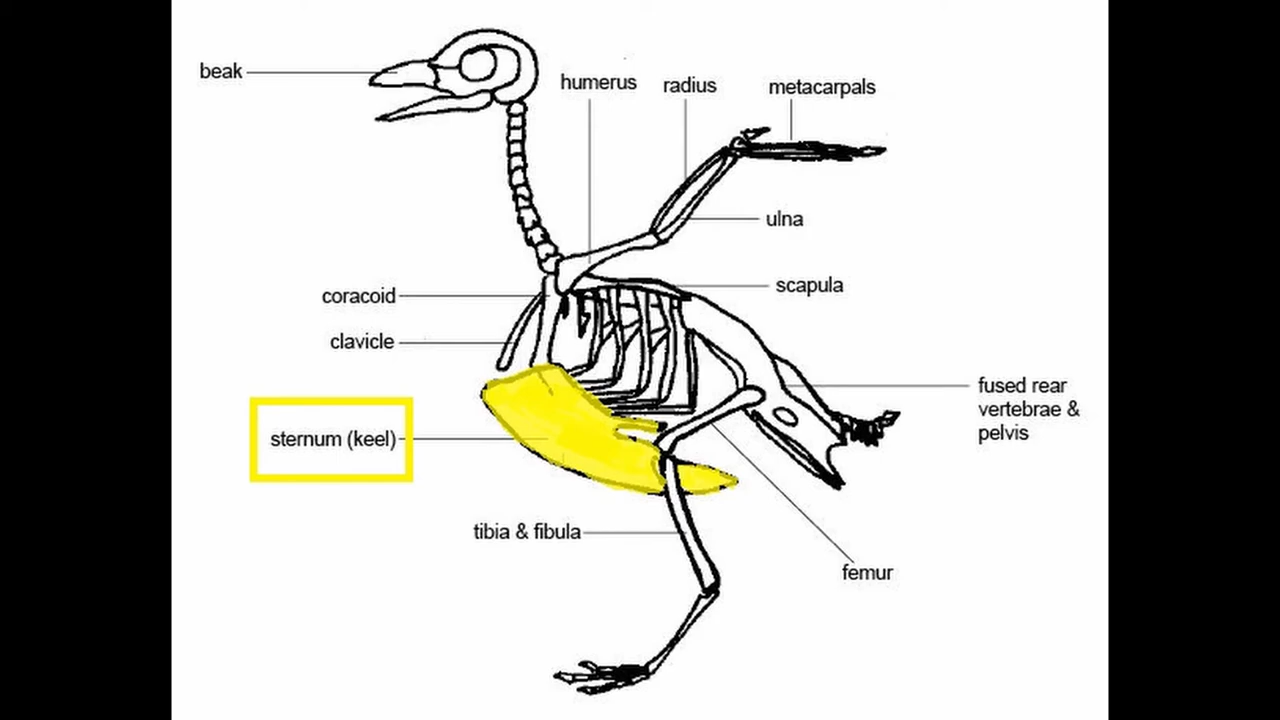 beak
humerus
radius
metacarpals
ulna
scapula
coracoid
clavicle
fused rear
vertebrae &
pelvis
sternum (keel)
tibia & fibula
femur